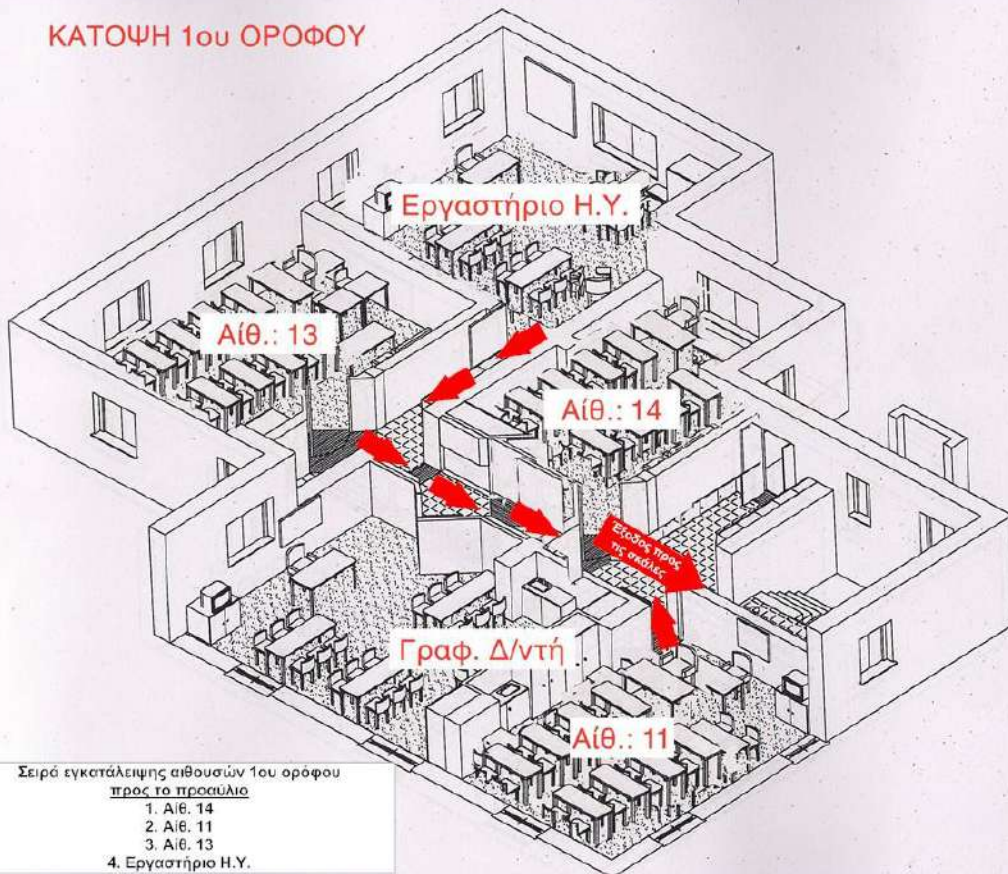 ΚΑΤΟΨΗ 1ου ΟΡΟΦΟΥ
Εργαστήριο Η.Υ.
Αίθ.: 13
Αίθ.: 14
Έξοδος προς
τις σκάλες
Γραφ. Δ/ντή
Αίθ.: 11
Σειρά εγκατάλειψης αιθουσών 1ου ορόφου
προς το προαύλιο
1. Αίθ. 14
2. Αίθ. 11
3. Αίθ. 13
4. Εργαστήριο Η.Υ.